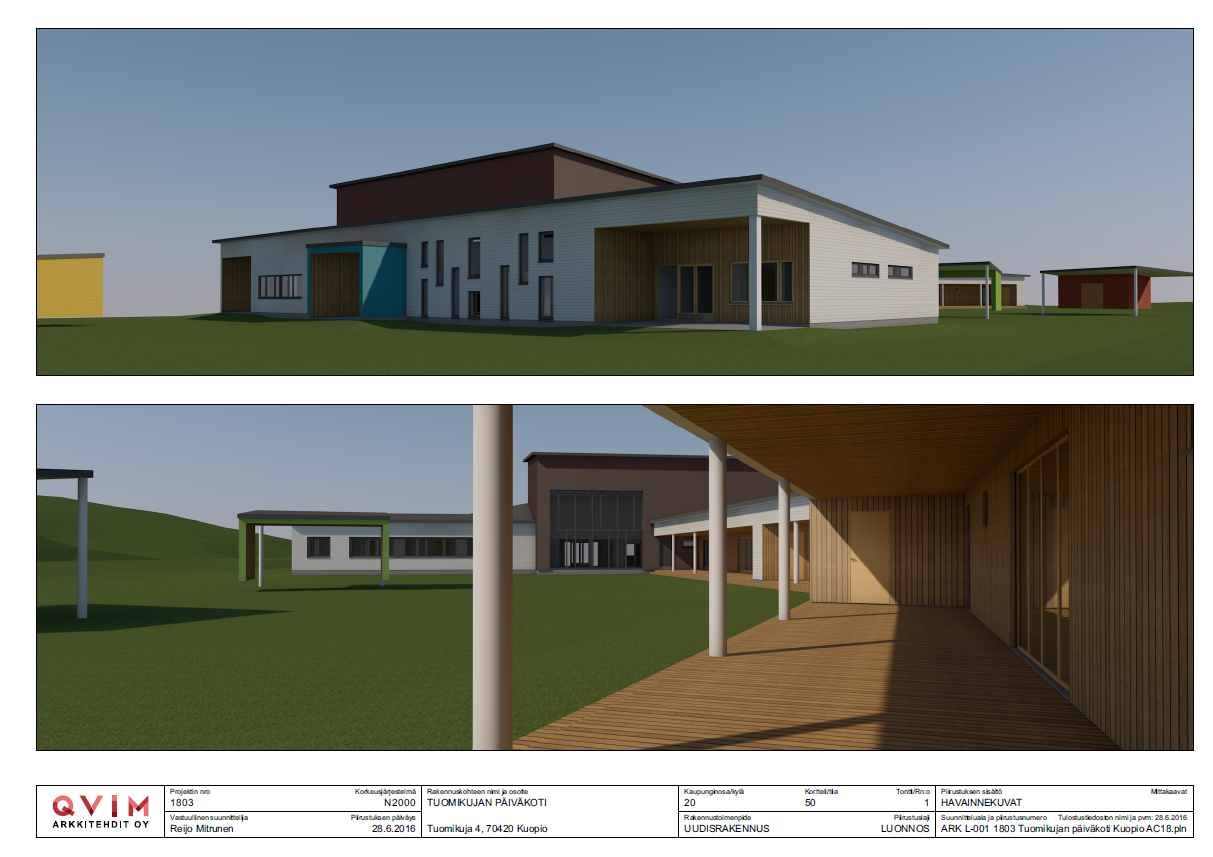 QVIM
ARKKITEHDIT OY
Projektin nro
1803
Korkeusjärjestelmä
N2000
Vastuullinen suunnittelija
Reijo Mitrunen
Piirustuksen päiväys
28.6.2016
Rakennuskohteen nimi ja osoite
TUOMIKUJAN PÄIVÄKOTI
Tuomikuja 4, 70420 Kuopio
Kaupunginosa/kylä
20
Kortteli/tila
50
Tontti/Rn:o
1
Rakennustoimenpide
UUDISRAKENNUS
Piirustuslaji
LUONNOS
Piirustuksen sisältö
HAVAINNEKUVAT
Mittakaavat
Suunnitteluala ja piirustusnumero
Tulostustiedoston nimi ja pvm: 28.6.2016
ARK L-001 1803 Tuomikujan päiväkoti Kuopio AC18.pln